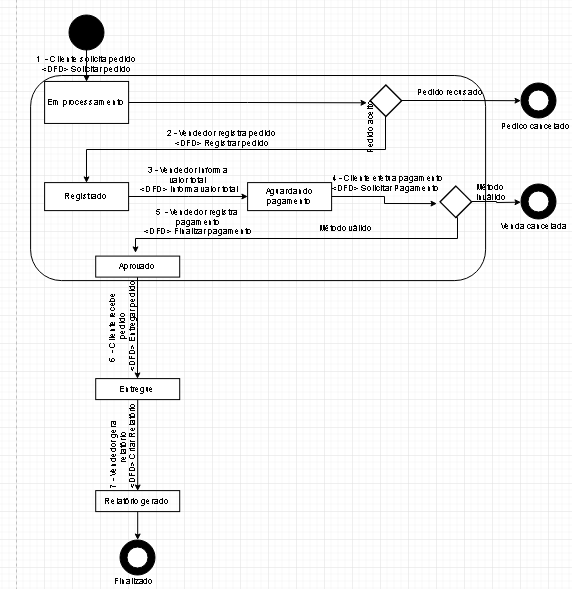 1 - Cliente solicita pedido
<DFD> Solicitar pedido
Em processamento
Pedido recusado
Pedido cancelado
Pedido aceito
2 - Vendedor registra pedido
<DFD> Registrar pedido
3 - Vendedor informa
valor total
<DFD> Informa valor total
4 - Cliente efetiva pagamento
<DFD> Solicitar Pagamento
Registrado
Aguardando
pagamento
Método
inválido
Venda cancelada
5 - Vendedor registra
pagamento
<DFD> Finalizar pagamento
Método válido
Aprovado
6 - Cliente recebe
pedido
<DFD> Entregar pedido
Entregue
7 - Vendedor gera
relatório
<DFD> Criar Relatório
Relatório gerado
Finalizado